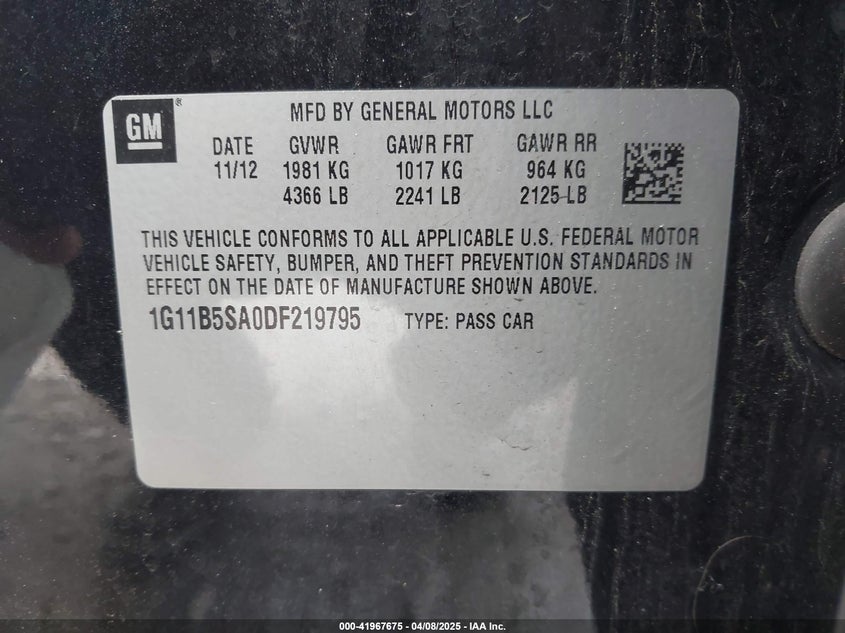 GM ®
MFD BY GENERAL MOTORS LLC
DATE GVWR GAWR FRT GAWR RR
11/12 1981 KG 1017 KG 964 KG
4366 LB 2241 LB 2125 LB
THIS VEHICLE CONFORMS TO ALL APPLICABLE U.S. FEDERAL MOTOR
VEHICLE SAFETY, BUMPER, AND THEFT PREVENTION STANDARDS IN
EFFECT ON THE DATE OF MANUFACTURE SHOWN ABOVE.
1G11B5SA0DF219795 TYPE: PASS CAR
000-41967675 - 04/08/2025 - IAA Inc.